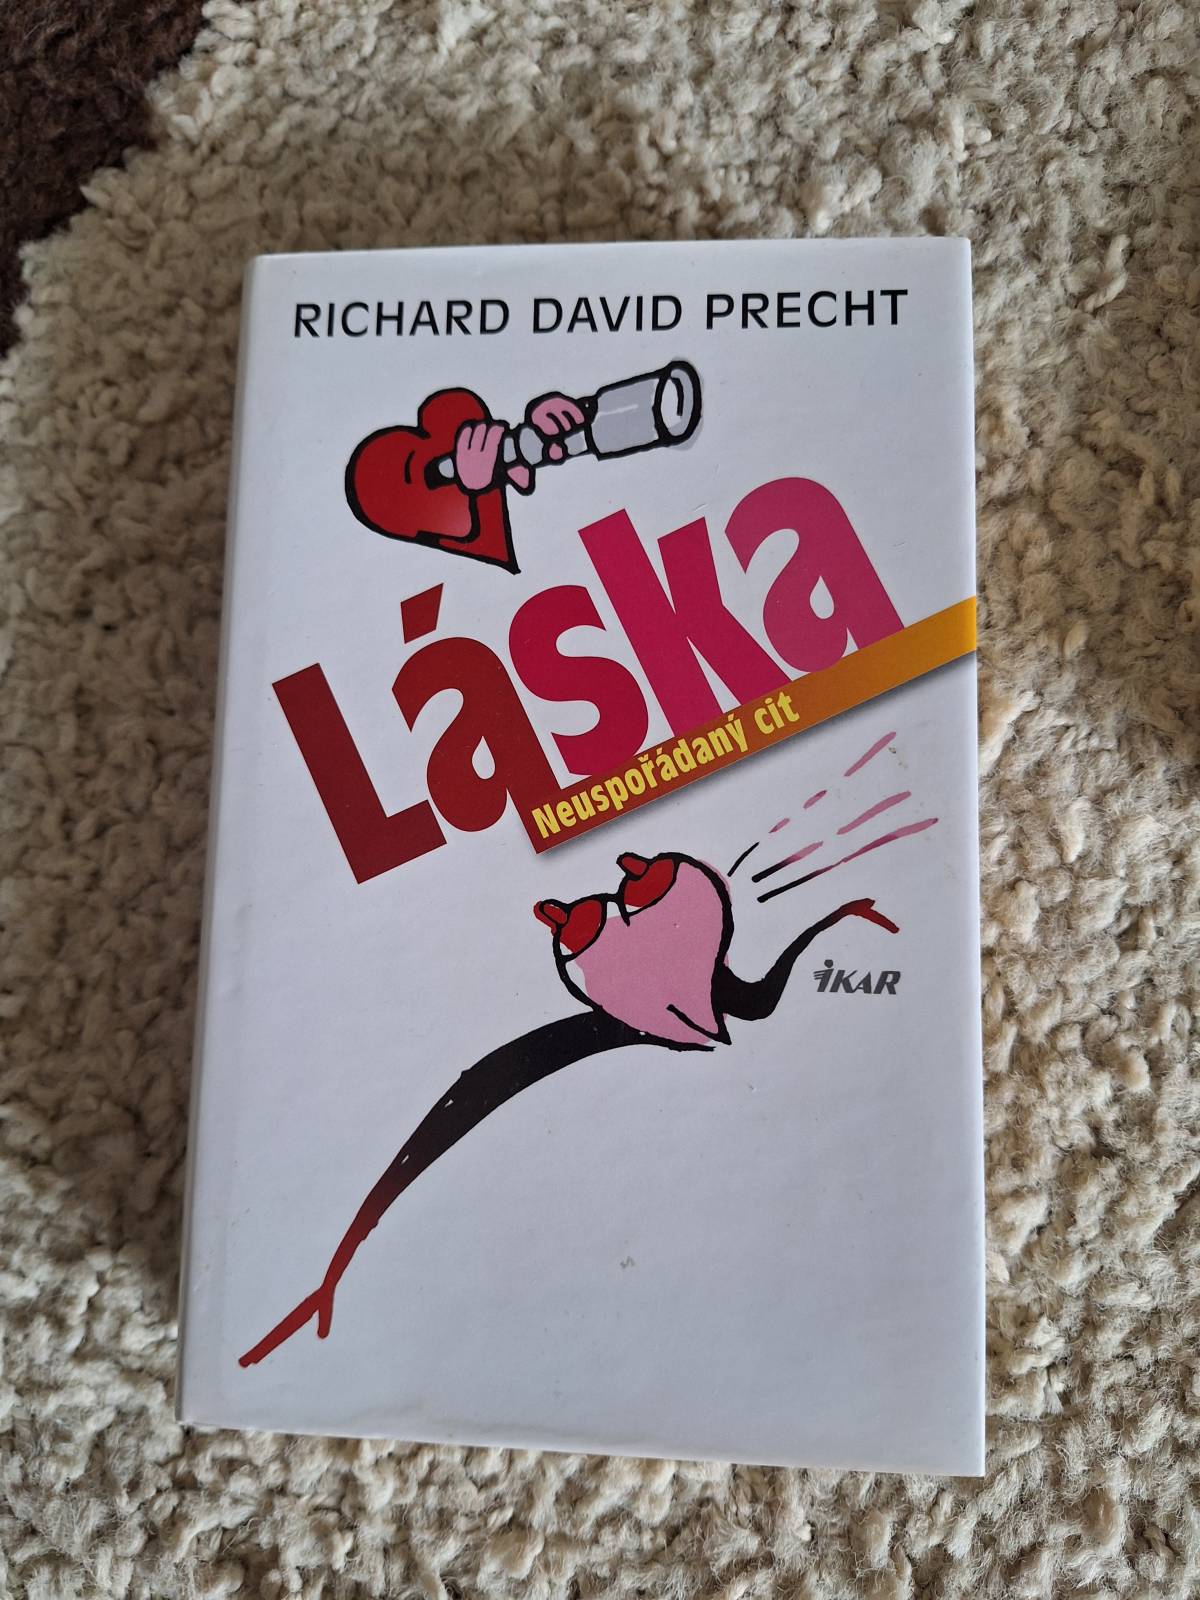 RICHARD DAVID PRECHT
Láska
Neuspořádaný cit
IKAR